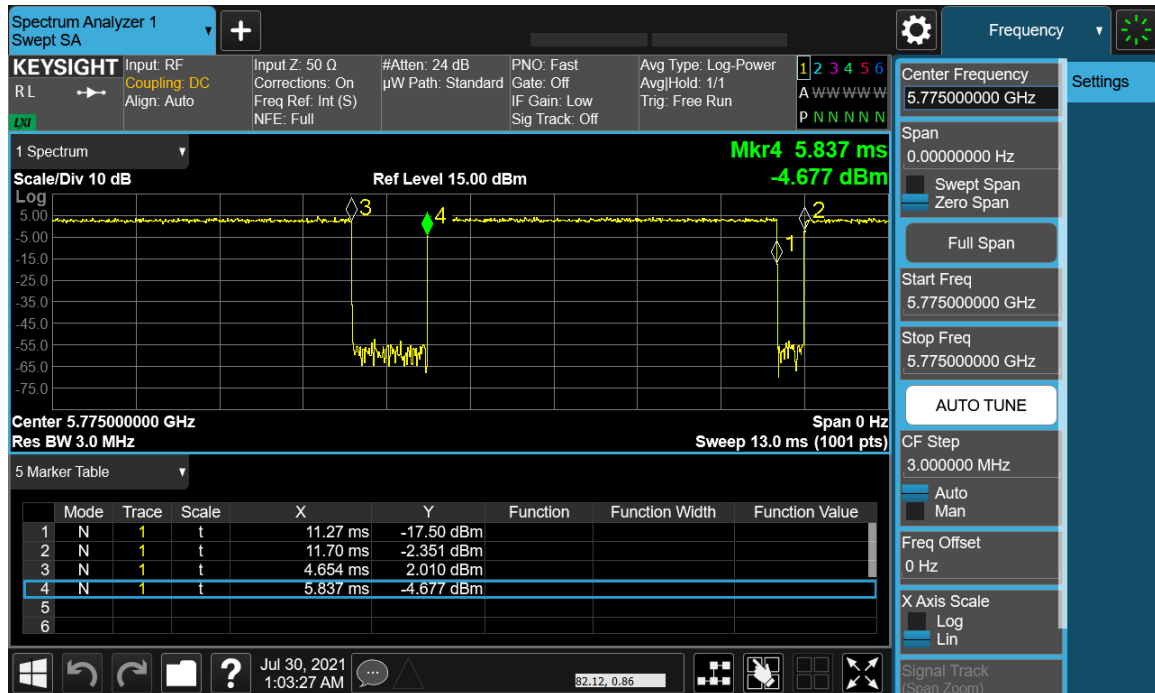 Spectrum Analyzer 1
Swept SA
Frequency
KEYSIGHT
RL
LXI
Input: RF
Coupling: DC
Align: Auto
Input Z: 50 Ω
Corrections: On
Freq Ref: Int (S)
NFE: Full
#Atten: 24 dB
µW Path: Standard
PNO: Fast
Gate: Off
IF Gain: Low
Sig Track: Off
Avg Type: Log-Power
Avg|Hold: 1/1
Trig: Free Run
1 2 3 4 5 6
A W W W W W
P N N N N N
Center Frequency
5.775000000 GHz
Settings
Span
0.00000000 Hz
Swept Span
Zero Span
Full Span
Start Freq
5.775000000 GHz
Stop Freq
5.775000000 GHz
AUTO TUNE
CF Step
3.000000 MHz
Auto
Man
Freq Offset
0 Hz
X Axis Scale
Log
Lin
Signal Track
(Span Zoom)
1 Spectrum
Mkr4 5.837 ms
Scale/Div 10 dB
Ref Level 15.00 dBm
-4.677 dBm
Log
5.00
-5.00
-15.0
-25.0
-35.0
-45.0
-55.0
-65.0
-75.0
3
4
1
2
Center 5.775000000 GHz
Span 0 Hz
Res BW 3.0 MHz
Sweep 13.0 ms (1001 pts)
5 Marker Table
Mode Trace Scale X Y Function Function Width Function Value
1 N 1 t 11.27 ms -17.50 dBm
2 N 1 t 11.70 ms -2.351 dBm
3 N 1 t 4.654 ms 2.010 dBm
4 N 1 t 5.837 ms -4.677 dBm
5
6
?
Jul 30, 2021
1:03:27 AM
82.12, 0.86